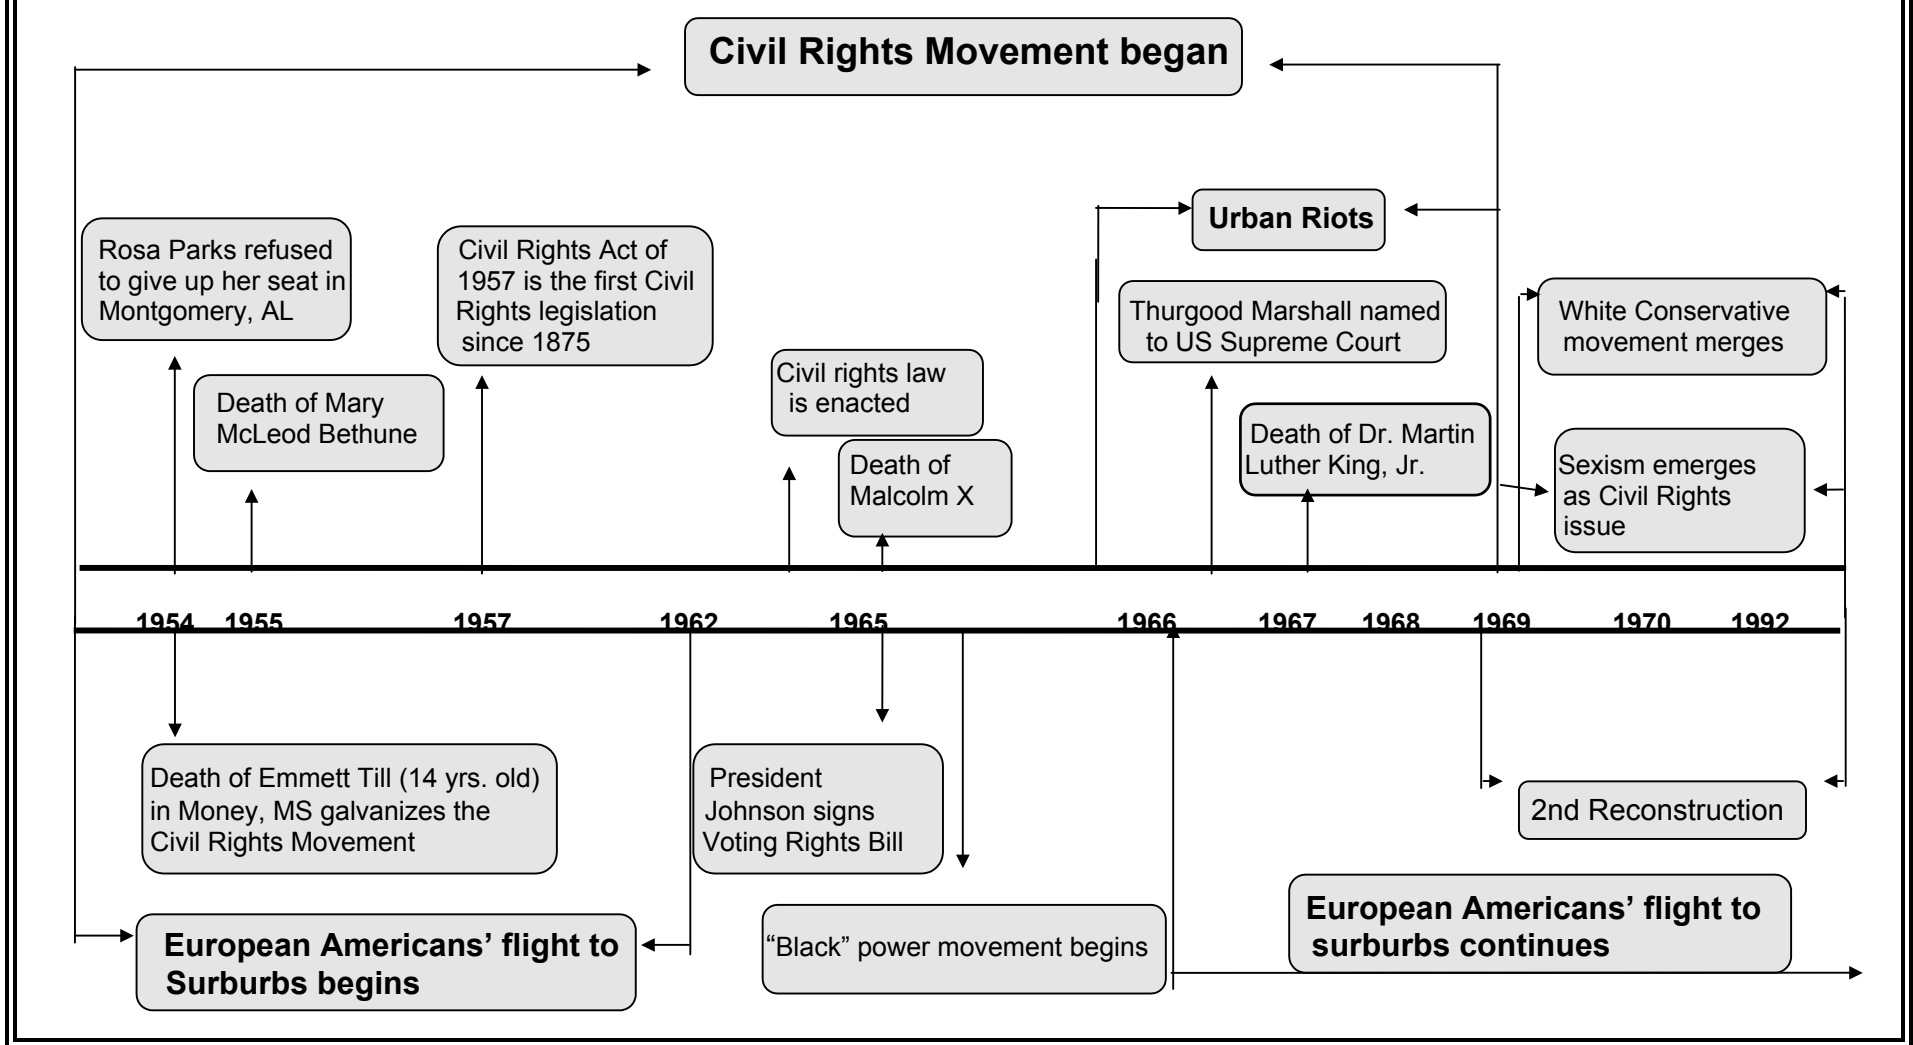 Civil Rights Movement began
Urban Riots
Rosa Parks refused
to give up her seat in
Montgomery, AL
Civil Rights Act of
1957 is the first Civil
Rights legislation
since 1875
Thurgood Marshall named
to US Supreme Court
White Conservative
movement merges
Death of Mary
McLeod Bethune
Civil rights law
is enacted
Death of
Malcolm X
Death of Dr. Martin
Luther King, Jr.
Sexism emerges
as Civil Rights
issue
1954 1955 1957 1962 1965 1966 1967 1968 1969 1970 1992
Death of Emmett Till (14 yrs. old)
in Money, MS galvanizes the
Civil Rights Movement
President
Johnson signs
Voting Rights Bill
2nd Reconstruction
European Americans’ flight to
Surburbs begins
“Black” power movement begins
European Americans’ flight to
surburbs continues